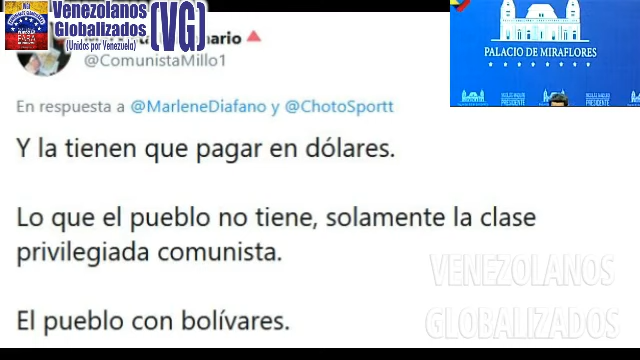 Venezolanos
Globalizados
(Unidos por Venezuela)
(VG)
@ComunistaMillo1
En respuesta a @MarleneDiafano y @ChotoSportt
Y la tienen que pagar en dólares.
Lo que el pueblo no tiene, solamente la clase
privilegiada comunista.
El pueblo con bolívares.
PALACIO DE MIRAFLORES
VENEZOLANOS
GLOBALIZADOS